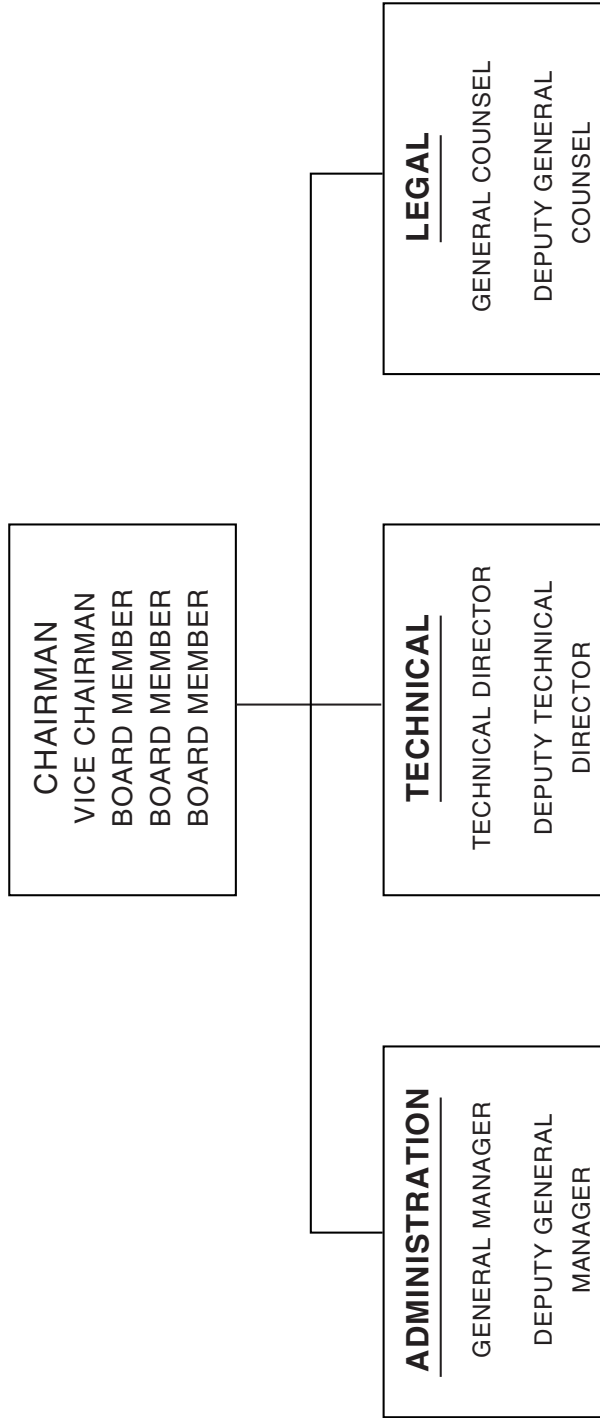 CHAIRMAN
VICE CHAIRMAN
BOARD MEMBER
BOARD MEMBER
BOARD MEMBER
ADMINISTRATION
GENERAL MANAGER
DEPUTY GENERAL
MANAGER
TECHNICAL
TECHNICAL DIRECTOR
DEPUTY TECHNICAL
DIRECTOR
LEGAL
GENERAL COUNSEL
DEPUTY GENERAL
COUNSEL